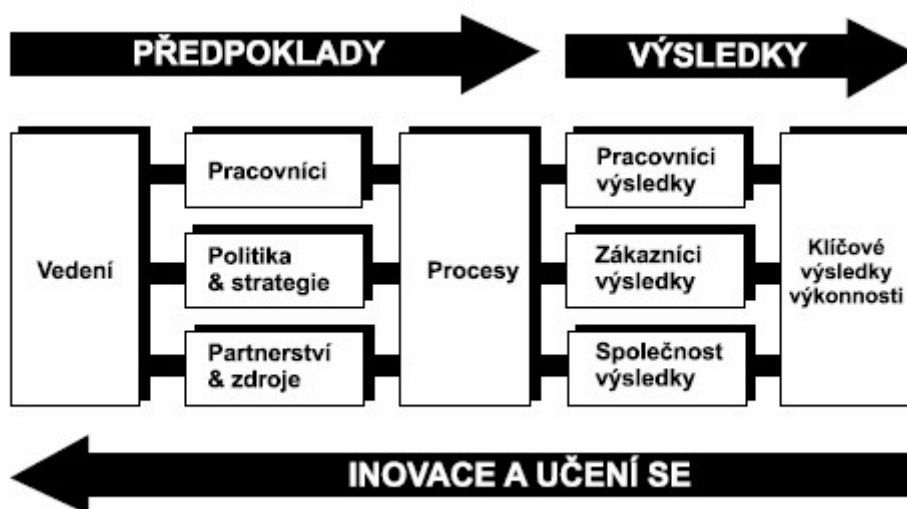 PŘEDPOKLADY
VÝSLEDKY
Vedení
Pracovníci
Politika
& strategie
Partnerství
& zdroje
Procesy
Pracovníci
výsledky
Zákazníci
výsledky
Společnost
výsledky
Klíčové
výsledky
výkonnosti
INOVACE A UČENÍ SE